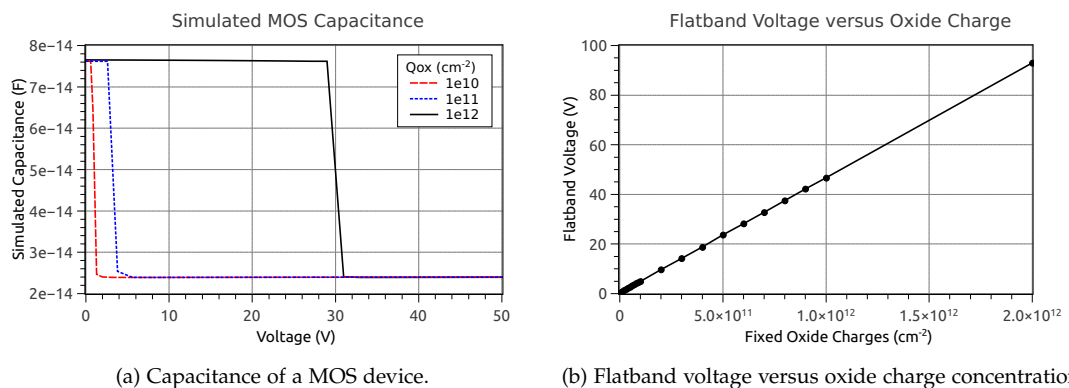 Simulated MOS Capacitance
8e−14
7e−14
6e−14
5e−14
4e−14
3e−14
2e−14
Simulated Capacitance (F)
Qox (cm⁻²)
1e10
1e11
1e12
0 10 20 30 40 50
Voltage (V)
(a) Capacitance of a MOS device.
Flatband Voltage versus Oxide Charge
100
80
60
40
20
0
Flatband Voltage (V)
0 5.0×10¹¹ 1.0×10¹² 1.5×10¹² 2.0×10¹²
Fixed Oxide Charges (cm⁻²)
(b) Flatband voltage versus oxide charge concentration